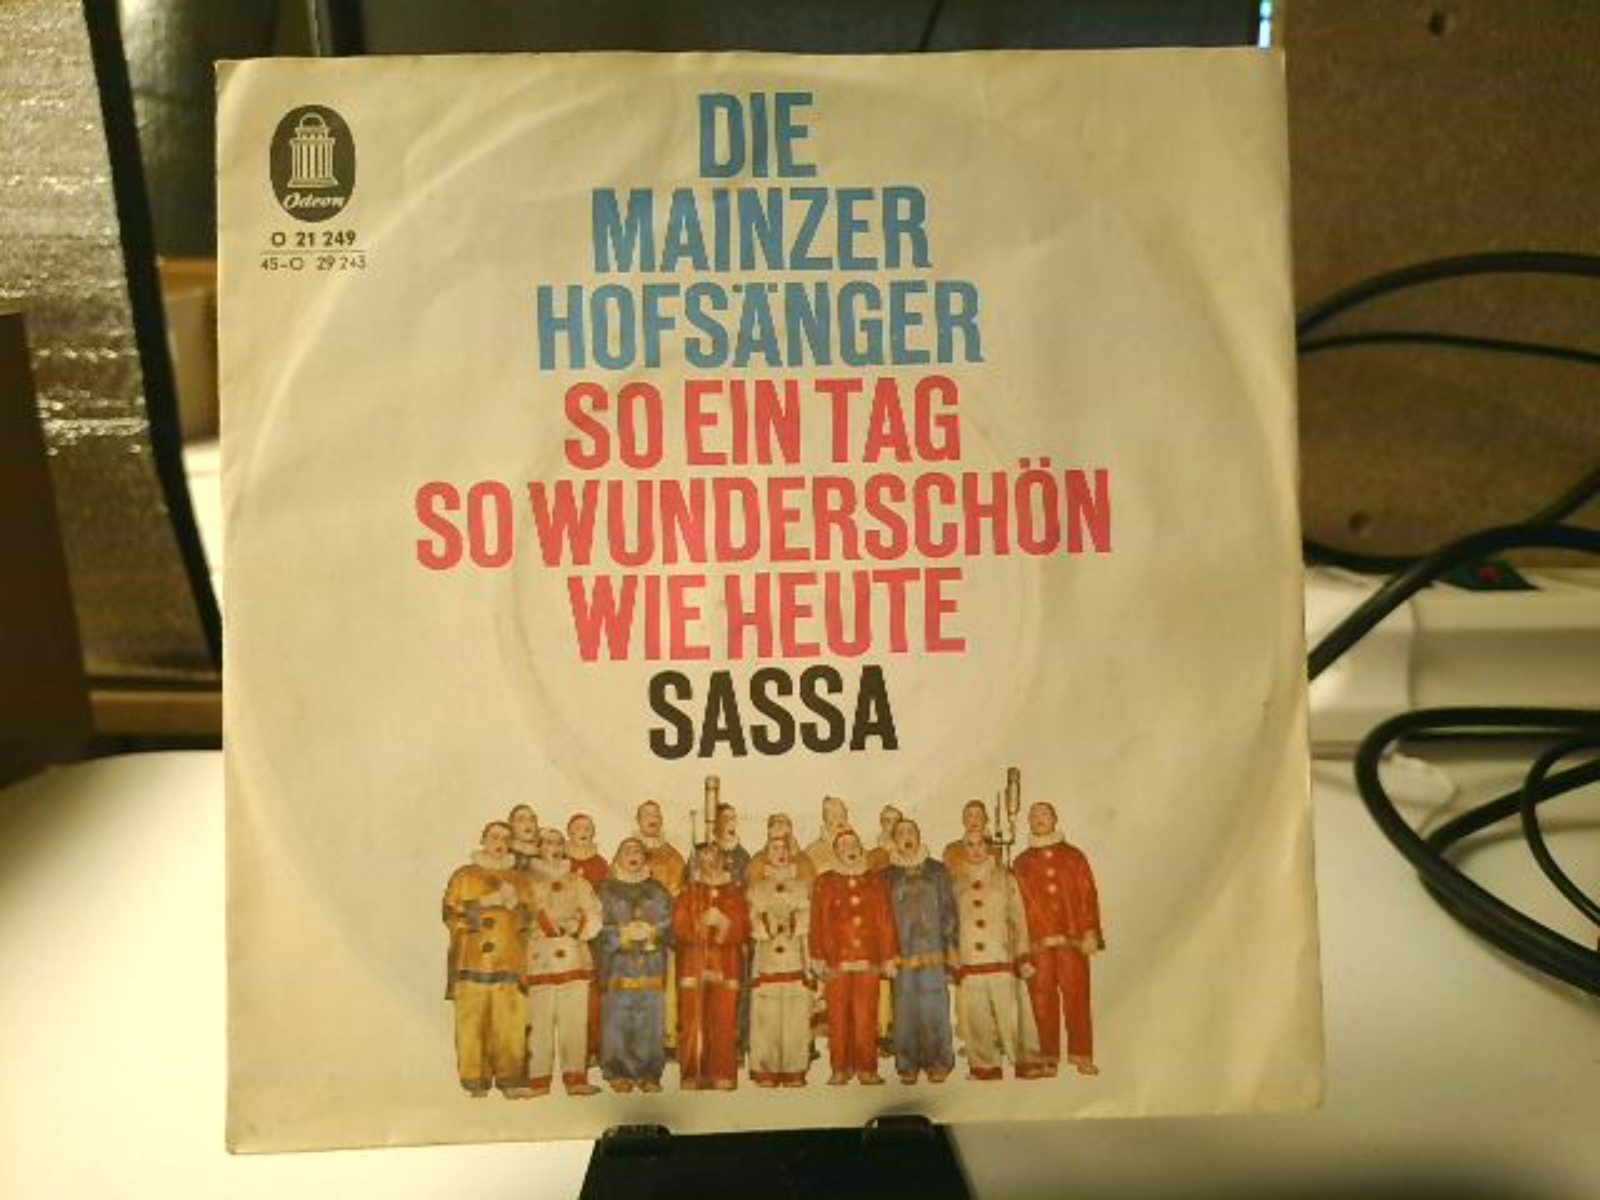 Odeon
O 21 249
45-O 29 243
DIE
MAINZER
HOFSÄNGER
SO EIN TAG
SO WUNDERSCHÖN
WIE HEUTE
SASSA